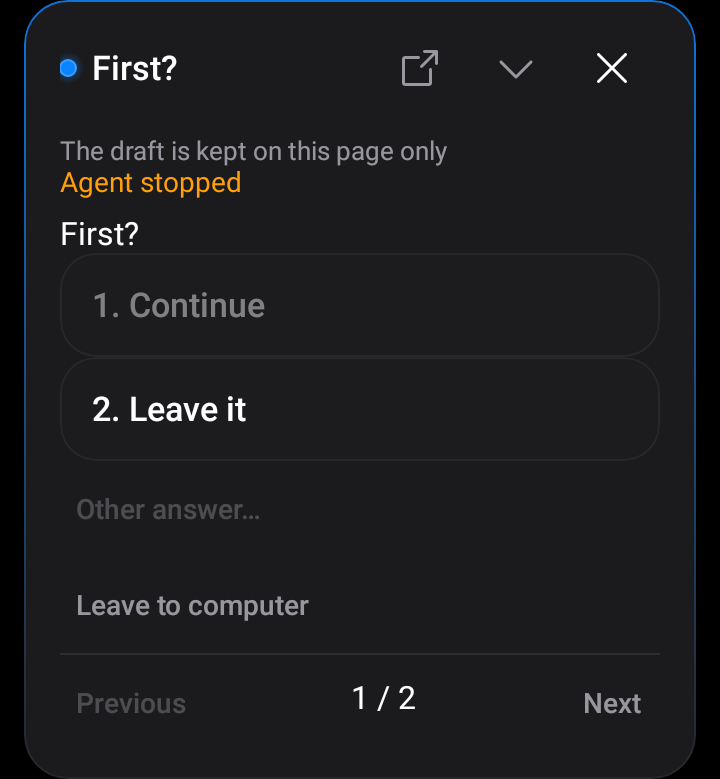 First?
The draft is kept on this page only
Agent stopped
First?
1. Continue
2. Leave it
Other answer…
Leave to computer
Previous
1 / 2
Next